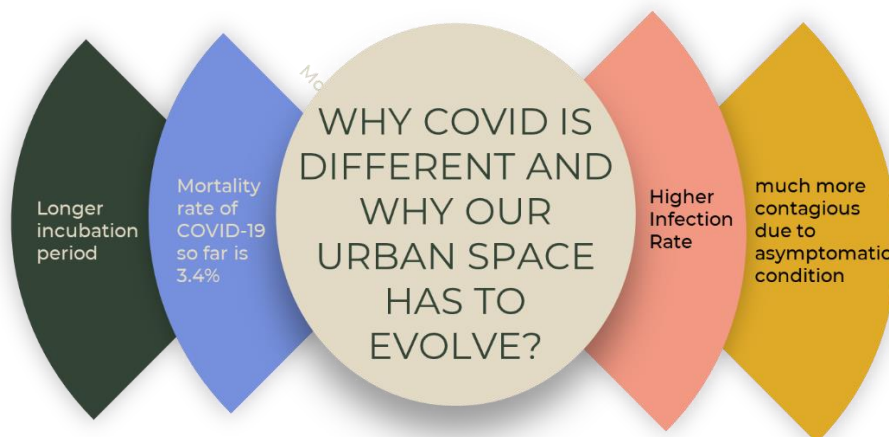 Longer
incubation
period
Mortality
rate of
COVID-19
so far is
3.4%
WHY COVID IS
DIFFERENT AND
WHY OUR
URBAN SPACE
HAS TO
EVOLVE?
Higher
Infection
Rate
much more
contagious
due to
asymptomatic
condition